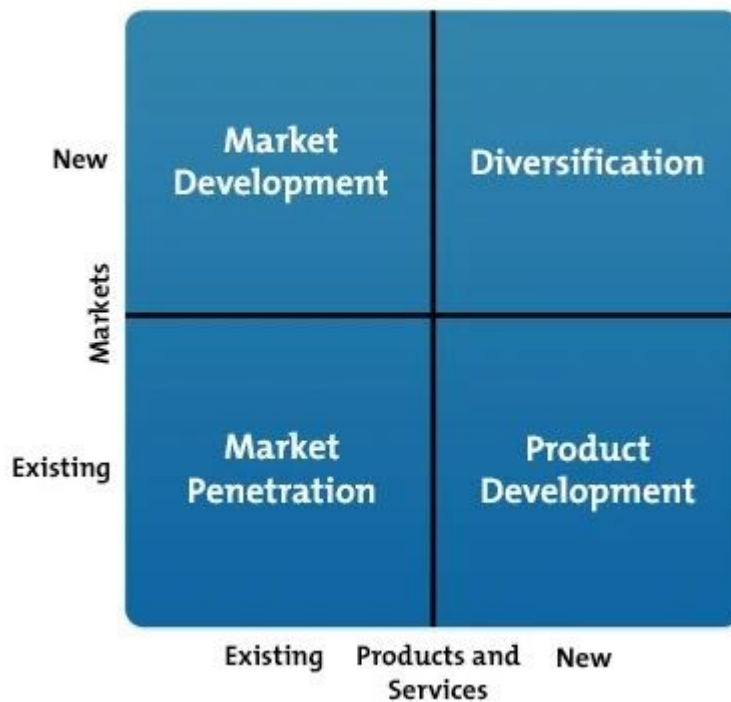 New
Market
Development
Diversification
Markets
Existing
Market
Penetration
Product
Development
Existing
Products and
Services
New